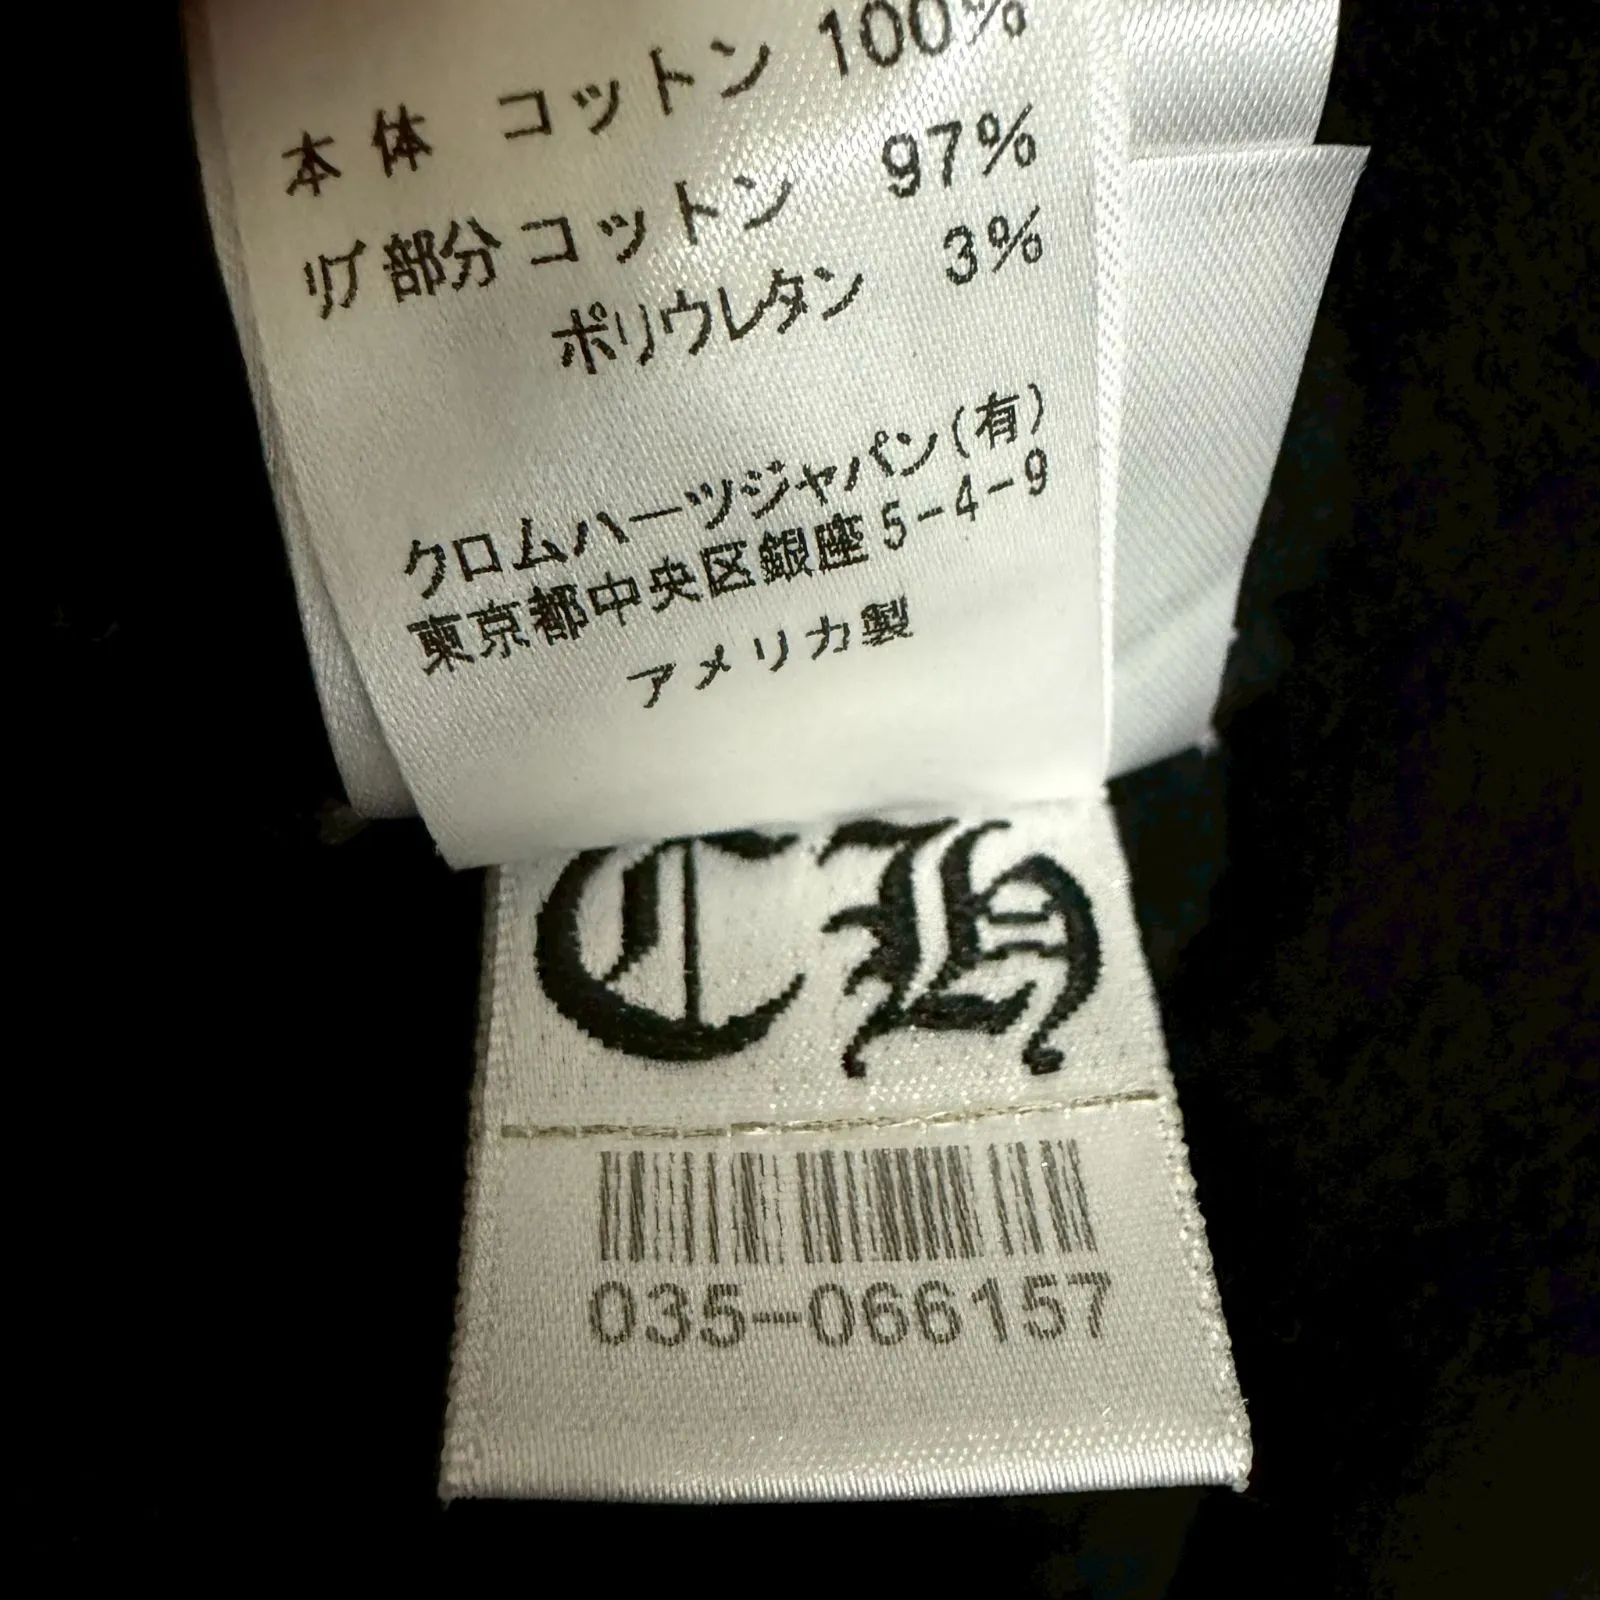 本体 コットン 100%
リブ部分 コットン 97%
ポリウレタン 3%
クロムハーツジャパン(有)
東京都中央区銀座5-4-9
アメリカ製
CH
035-066157